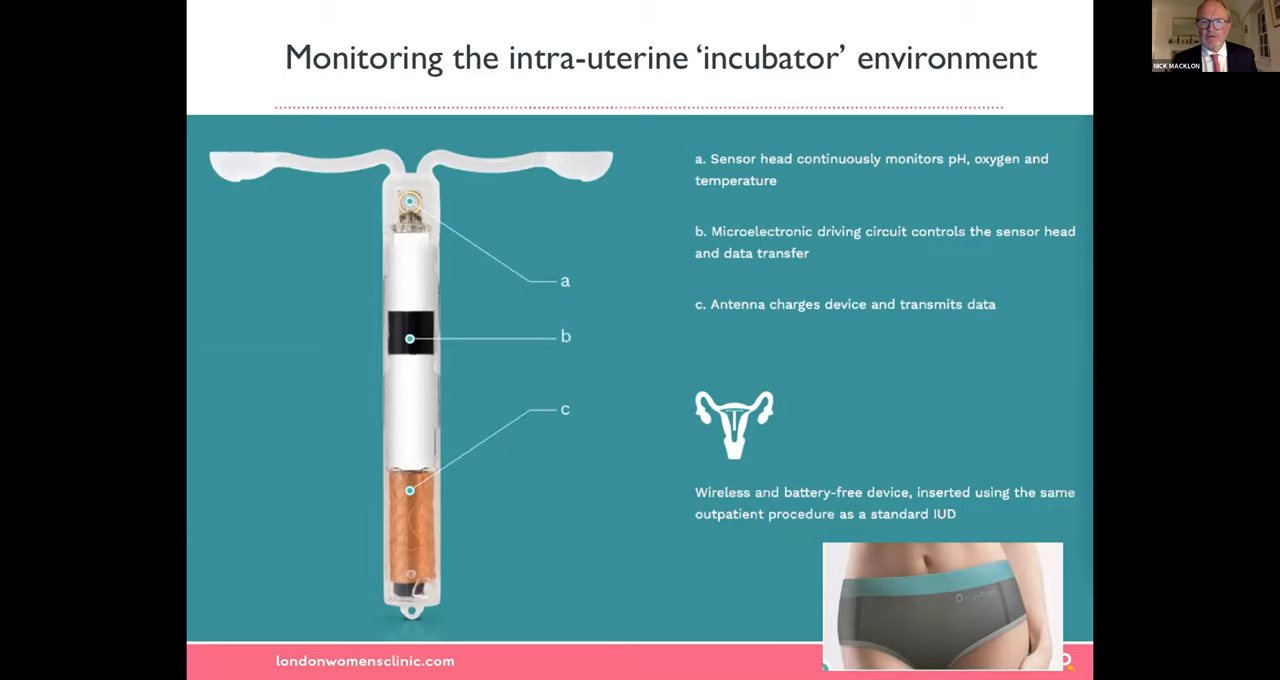 Monitoring the intra-uterine ‘incubator’ environment
NICK MACKLON
a. Sensor head continuously monitors pH, oxygen and
temperature
b. Microelectronic driving circuit controls the sensor head
and data transfer
c. Antenna charges device and transmits data
a
b
c
Wireless and battery-free device, inserted using the same
outpatient procedure as a standard IUD
londonwomensclinic.com